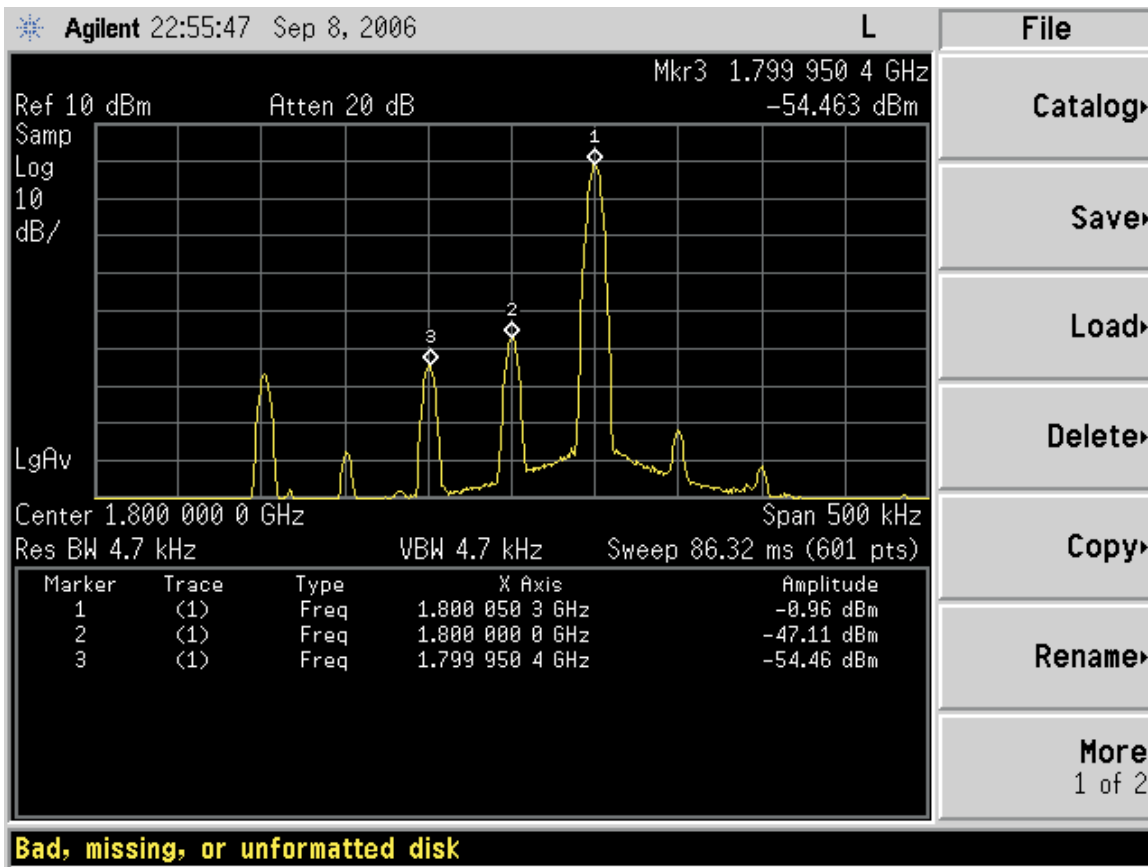 Agilent 22:55:47 Sep 8, 2006 L
File
Mkr3 1.799 950 4 GHz
Ref 10 dBm Atten 20 dB -54.463 dBm
Samp
Log
10
dB/
1
2
3
LgAv
Center 1.800 000 0 GHz Span 500 kHz
Res BW 4.7 kHz VBW 4.7 kHz Sweep 86.32 ms (601 pts)
Marker Trace Type X Axis Amplitude
1 (1) Freq 1.800 050 3 GHz -0.96 dBm
2 (1) Freq 1.800 000 0 GHz -47.11 dBm
3 (1) Freq 1.799 950 4 GHz -54.46 dBm
Catalog
Save
Load
Delete
Copy
Rename
More
1 of 2
Bad, missing, or unformatted disk